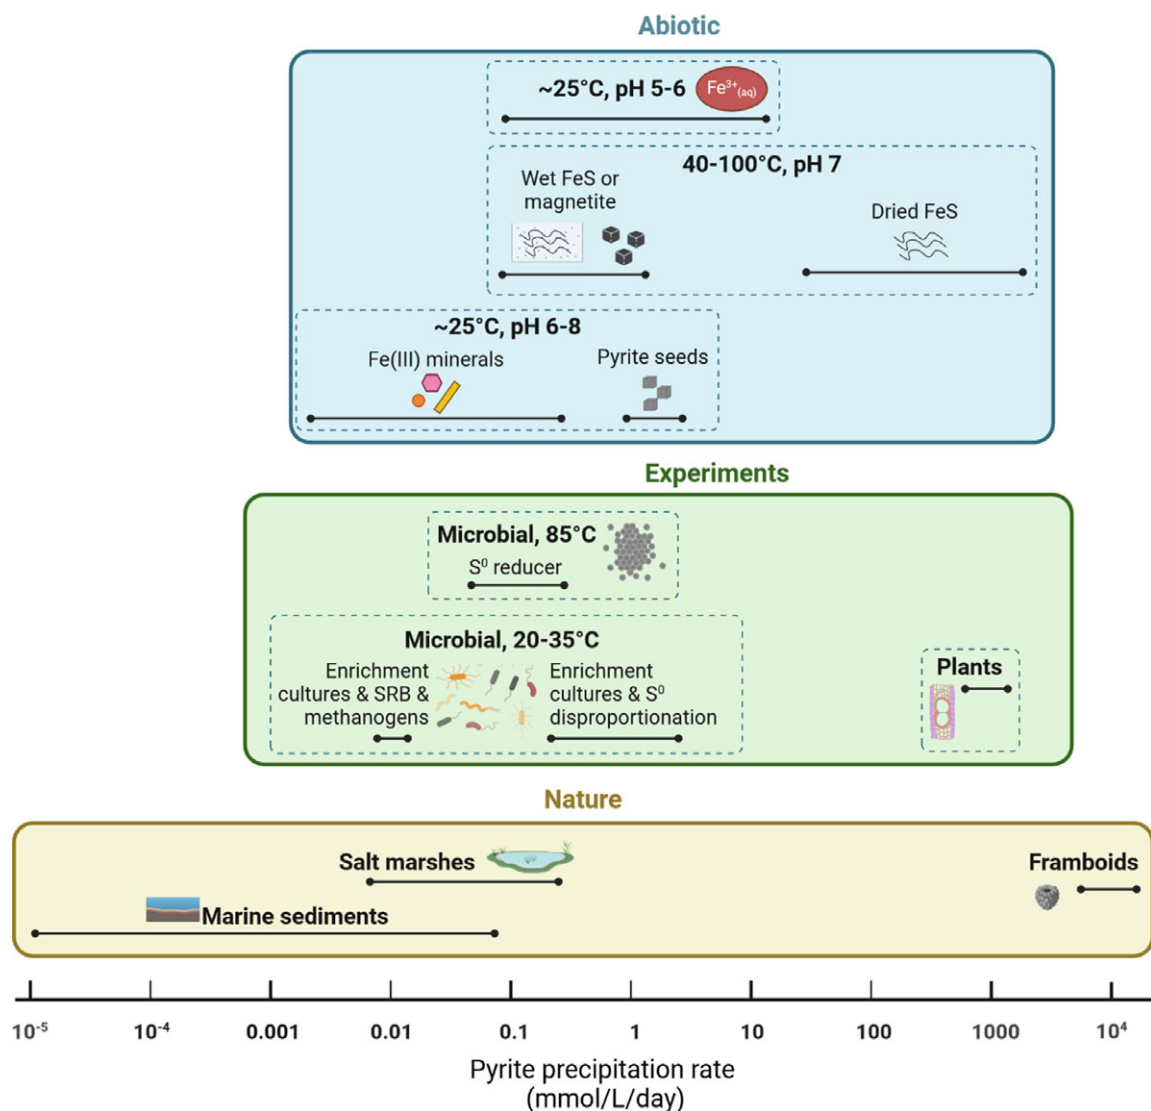 Abiotic
~25°C, pH 5-6
Fe³⁺(aq)
40-100°C, pH 7
Wet FeS or
magnetite
Dried FeS
~25°C, pH 6-8
Fe(III) minerals
Pyrite seeds
Experiments
Microbial, 85°C
S⁰ reducer
Microbial, 20-35°C
Enrichment
cultures & SRB &
methanogens
Enrichment
cultures & S⁰
disproportionation
Plants
Nature
Salt marshes
Framboids
Marine sediments
10⁻⁵ 10⁻⁴ 0.001 0.01 0.1 1 10 100 1000 10⁴
Pyrite precipitation rate
(mmol/L/day)